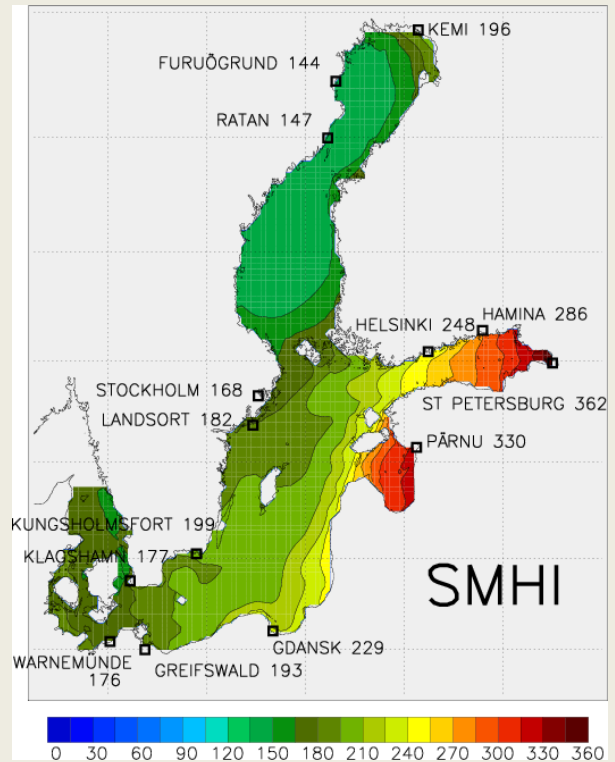 KEMI 196
FURUÖGRUND 144
RATAN 147
HAMINA 286
HELSINKI 248
STOCKHOLM 168
ST PETERSBURG 362
LANDSORT 182
PÄRNU 330
KUNGSHOLMSFORT 199
KLAGSHAMN 177
SMHI
GDANSK 229
WARNEMÜNDE
176
GREIFSWALD 193
0 30 60 90 120 150 180 210 240 270 300 330 360